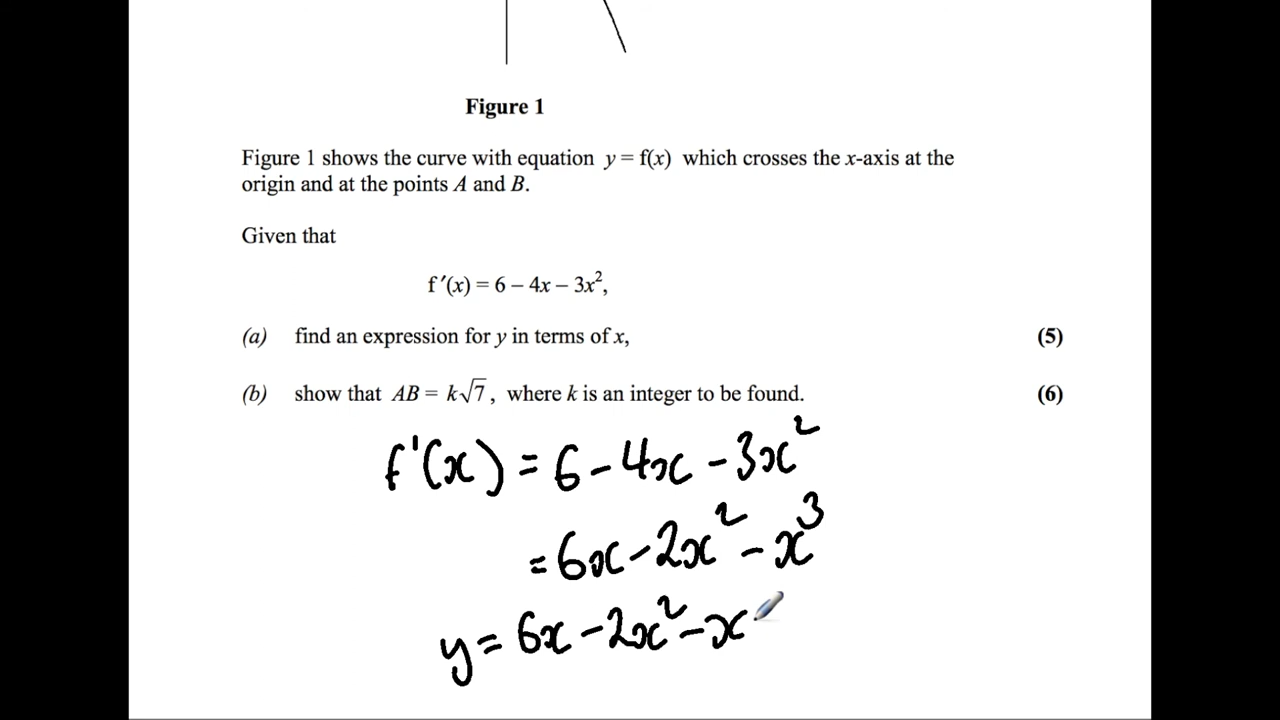 Figure 1
Figure 1 shows the curve with equation y = f(x) which crosses the x-axis at the
origin and at the points A and B.
Given that
f ′(x) = 6 – 4x – 3x²,
(a) find an expression for y in terms of x, (5)
(b) show that AB = k√7, where k is an integer to be found. (6)
f'(x) = 6 - 4x - 3x²
= 6x - 2x² - x³
y = 6x - 2x² - x